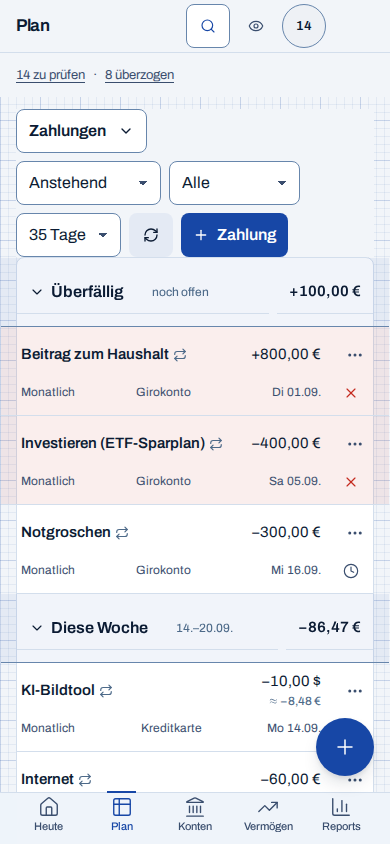 Plan
14
14 zu prüfen · 8 überzogen
Zahlungen
Anstehend Alle
35 Tage + Zahlung
Überfällig noch offen +100,00 €
Beitrag zum Haushalt +800,00 €
Monatlich Girokonto Di 01.09.
Investieren (ETF-Sparplan) −400,00 €
Monatlich Girokonto Sa 05.09.
Notgroschen −300,00 €
Monatlich Girokonto Mi 16.09.
Diese Woche 14.–20.09. −86,47 €
KI-Bildtool −10,00 $
≈ −8,48 €
Monatlich Kreditkarte Mo 14.09.
Internet −60,00 €
Heute Plan Konten Vermögen Reports